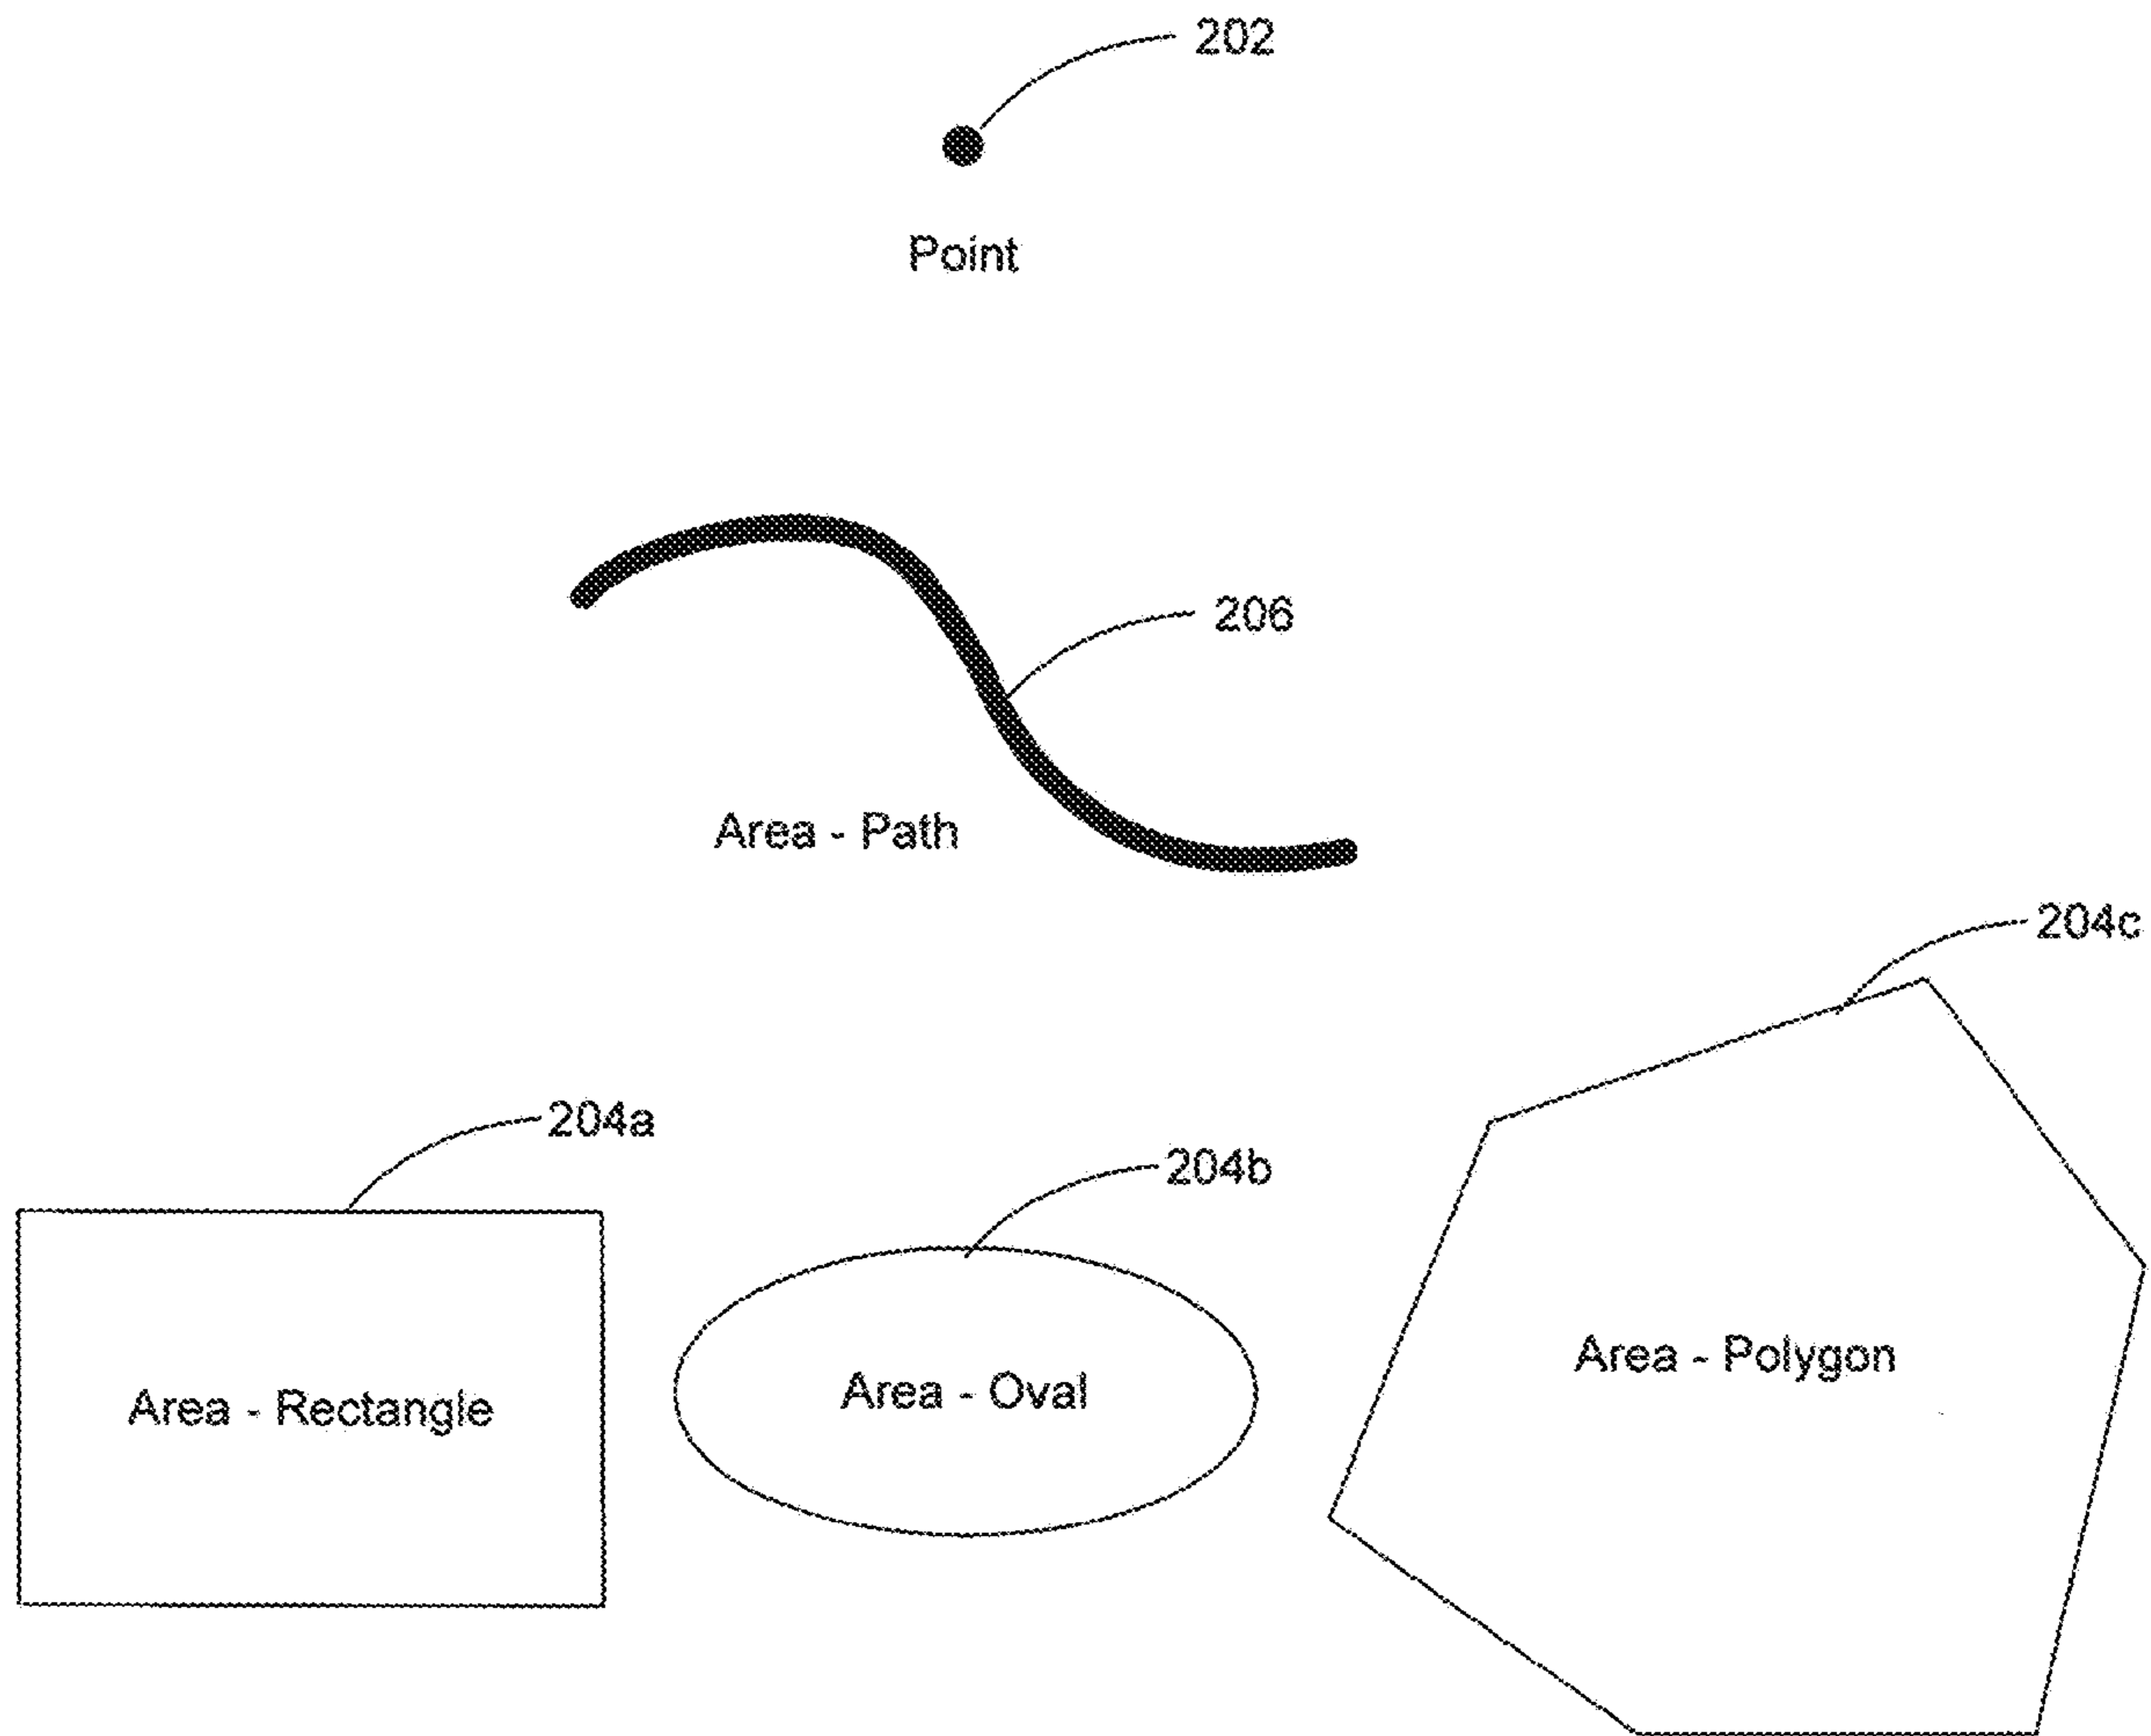 202
Point
206
Area - Path
204c
204a
204b
Area - Polygon
Area - Oval
Area - Rectangle